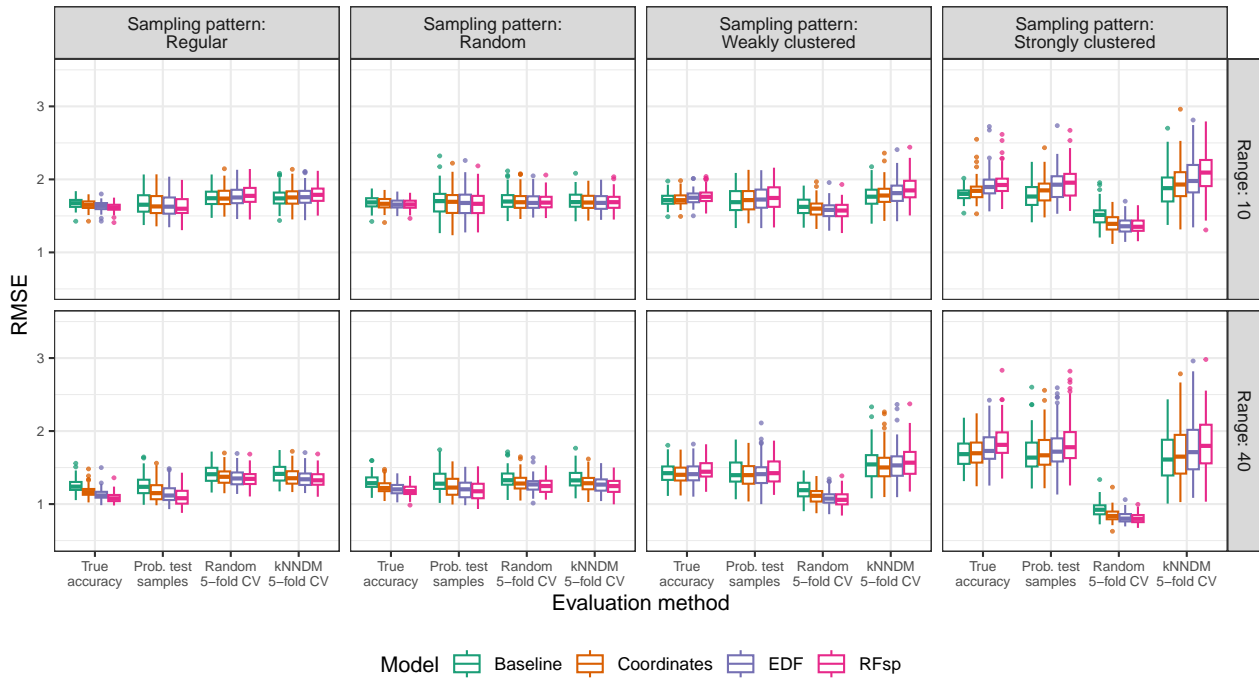 Sampling pattern:
Regular
Sampling pattern:
Random
Sampling pattern:
Weakly clustered
Sampling pattern:
Strongly clustered
3
2
1
Range: 10
RMSE
3
2
1
Range: 40
True
accuracy
Prob. test
samples
Random
5−fold CV
kNNDM
5−fold CV
True
accuracy
Prob. test
samples
Random
5−fold CV
kNNDM
5−fold CV
True
accuracy
Prob. test
samples
Random
5−fold CV
kNNDM
5−fold CV
True
accuracy
Prob. test
samples
Random
5−fold CV
kNNDM
5−fold CV
Evaluation method
Model Baseline Coordinates EDF RFsp